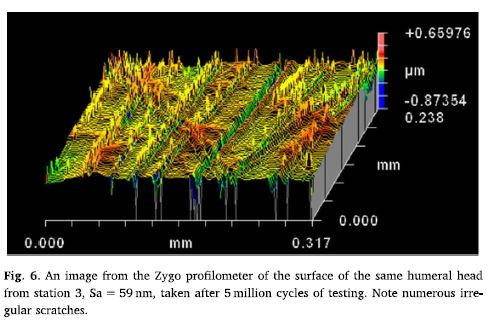 +0.65976
µm
-0.87354
0.238
mm
0.000
0.000 mm 0.317
Fig. 6. An image from the Zygo profilometer of the surface of the same humeral head
from station 3, Sa = 59 nm, taken after 5 million cycles of testing. Note numerous irre-
gular scratches.